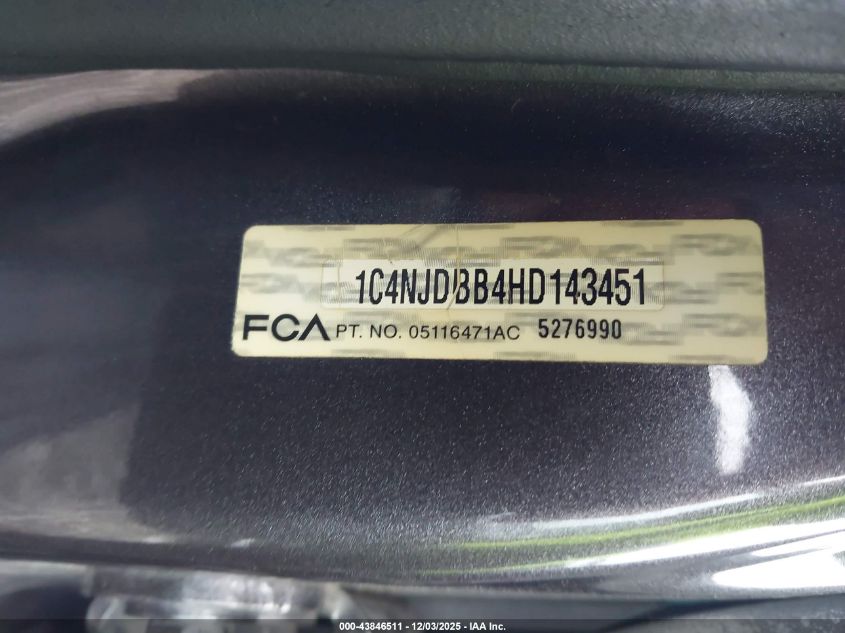 1C4NJDBB4HD143451
FCA PT. NO. 05116471AC 5276990
000-43846511 - 12/03/2025 - IAA Inc.